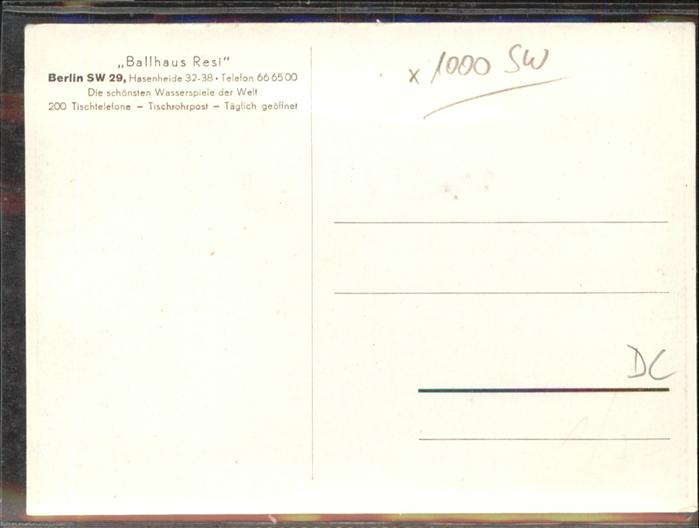 „Ballhaus Resi"
Berlin SW 29, Hasenheide 32-38 • Telefon 66 65 00
Die schönsten Wasserspiele der Welt
200 Tischtelefone – Tischrohrpost – Täglich geöffnet
x 1000 SW
DC